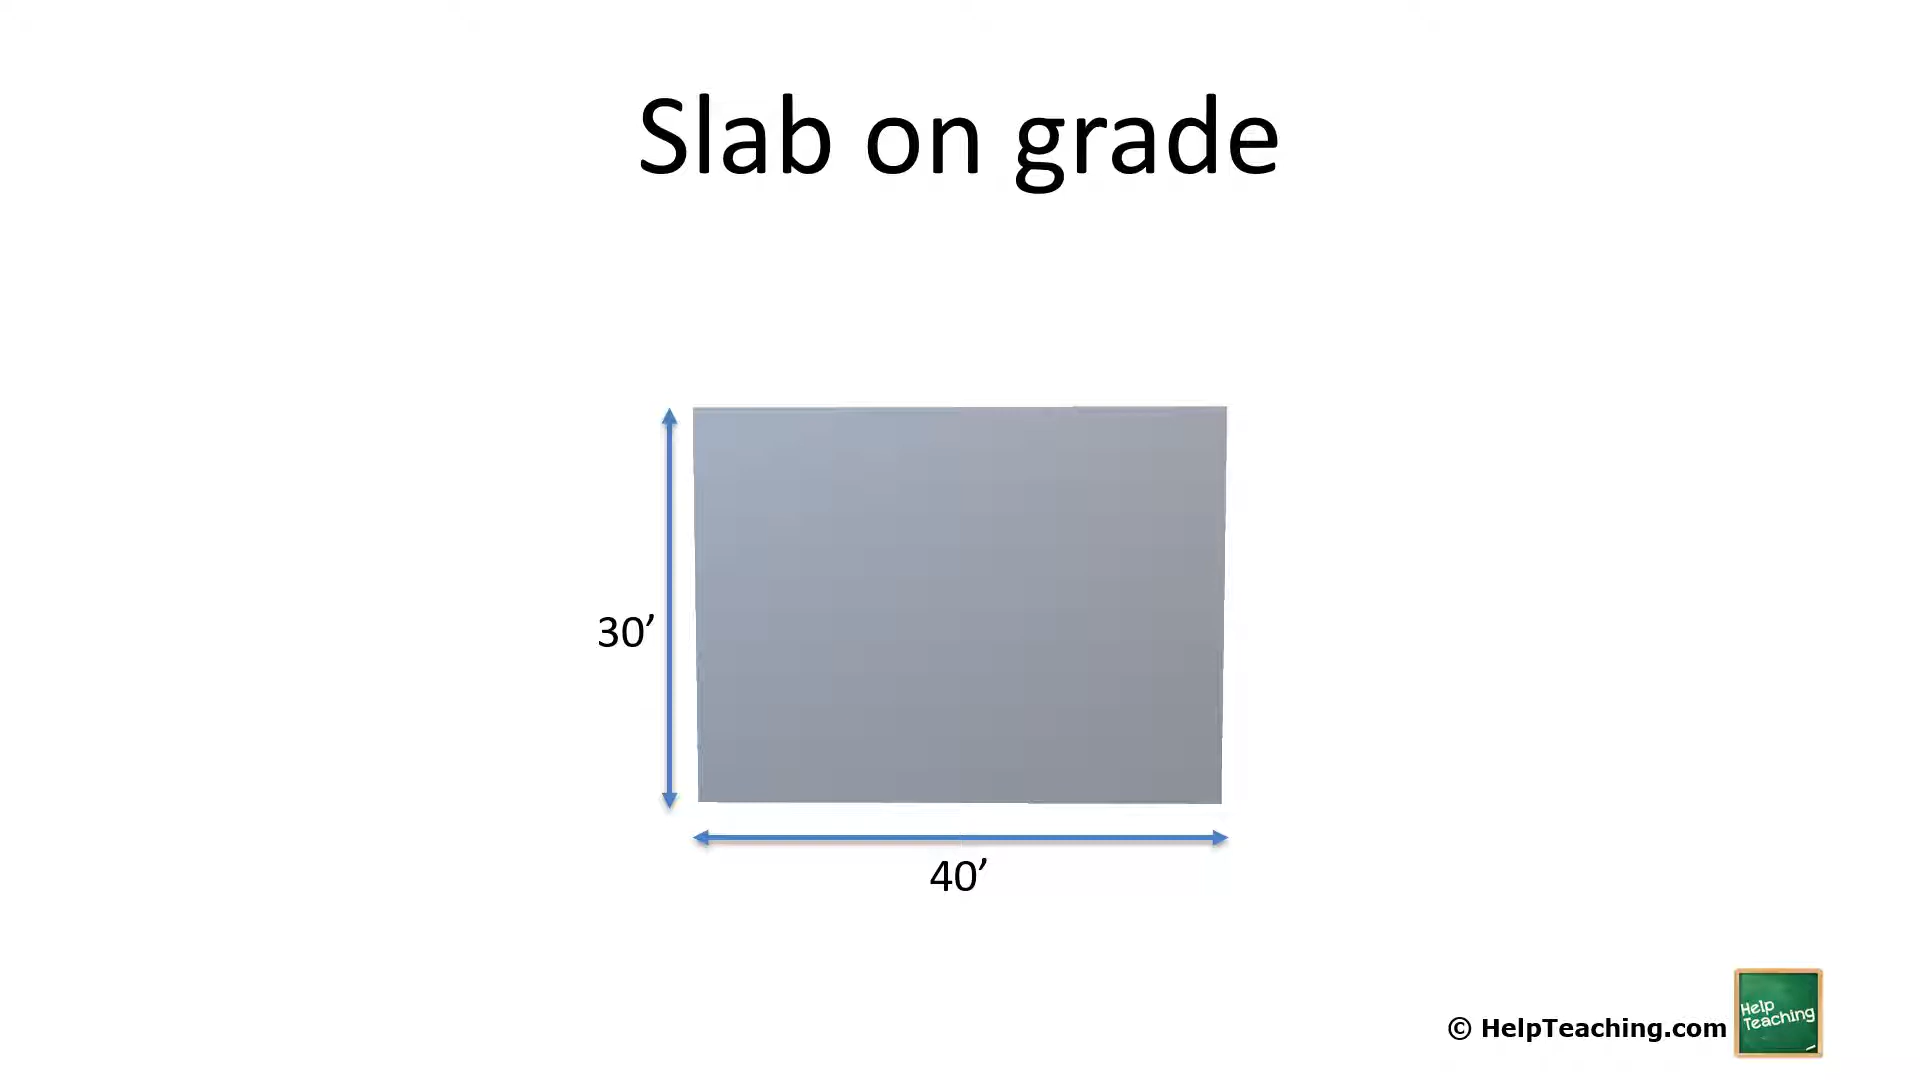 Slab on grade
30’
40’
© HelpTeaching.com
Help
Teaching